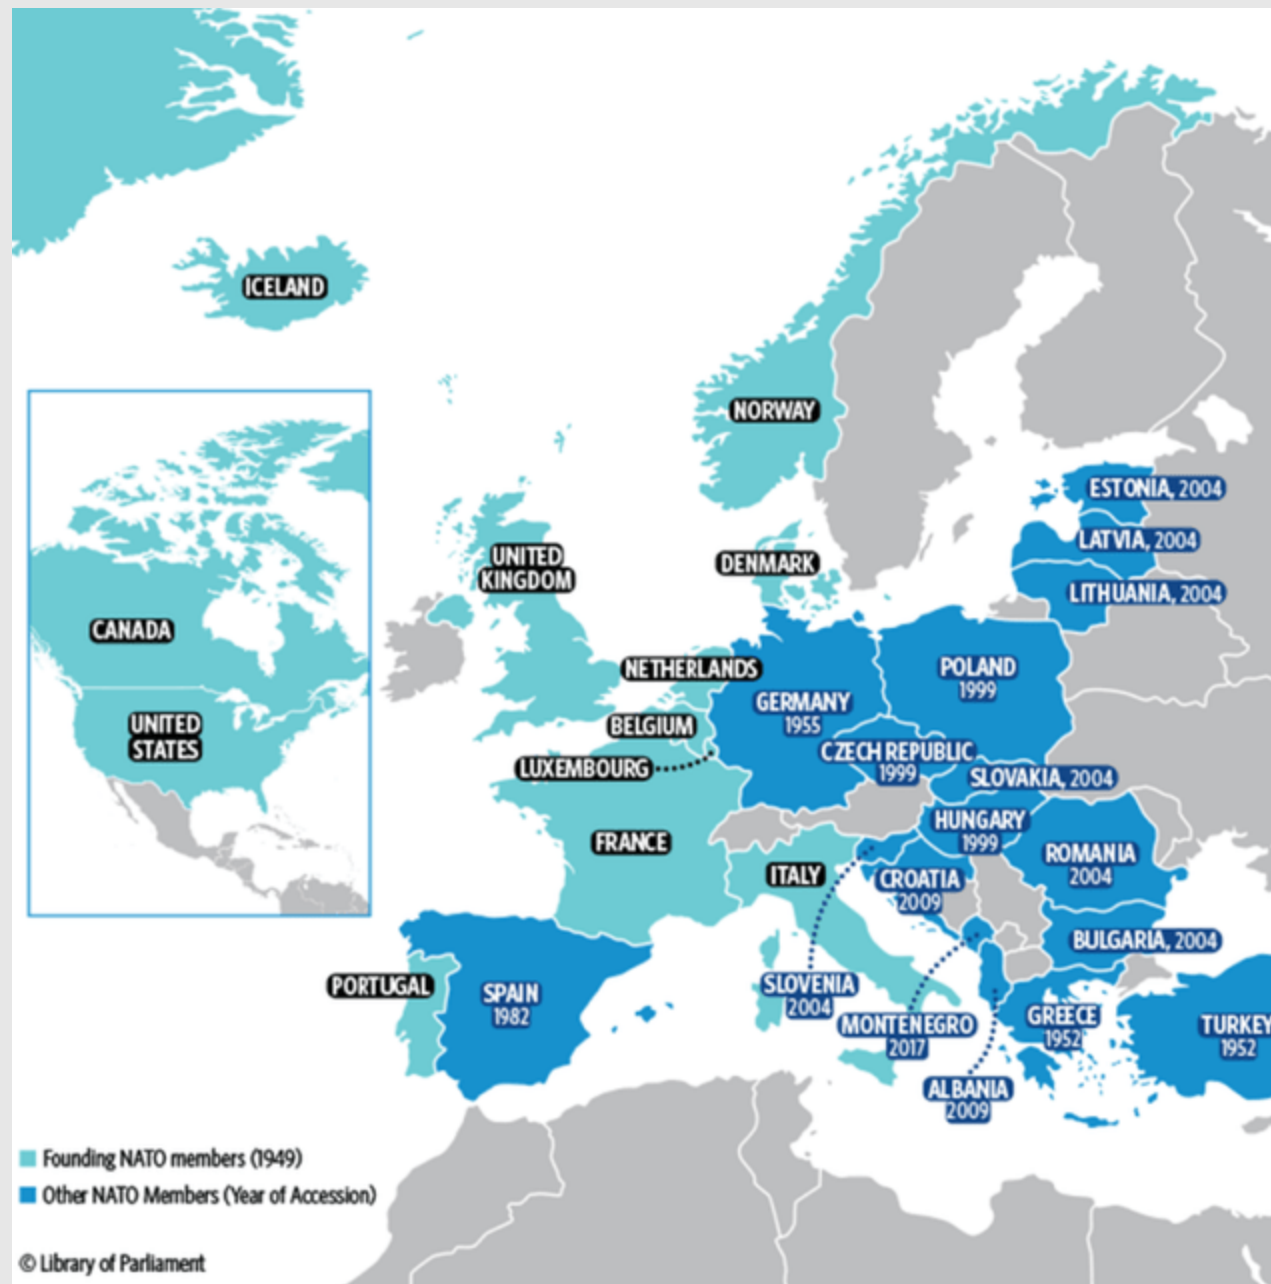 ICELAND
NORWAY
ESTONIA, 2004
LATVIA, 2004
LITHUANIA, 2004
UNITED
KINGDOM
DENMARK
CANADA
UNITED
STATES
NETHERLANDS
BELGIUM
LUXEMBOURG
GERMANY
1955
POLAND
1999
CZECH REPUBLIC
1999
SLOVAKIA, 2004
HUNGARY
1999
FRANCE
ITALY
CROATIA
2009
ROMANIA
2004
BULGARIA, 2004
PORTUGAL
SPAIN
1982
SLOVENIA
2004
MONTENEGRO
2017
ALBANIA
2009
GREECE
1952
TURKEY
1952
Founding NATO members (1949)
Other NATO Members (Year of Accession)
© Library of Parliament